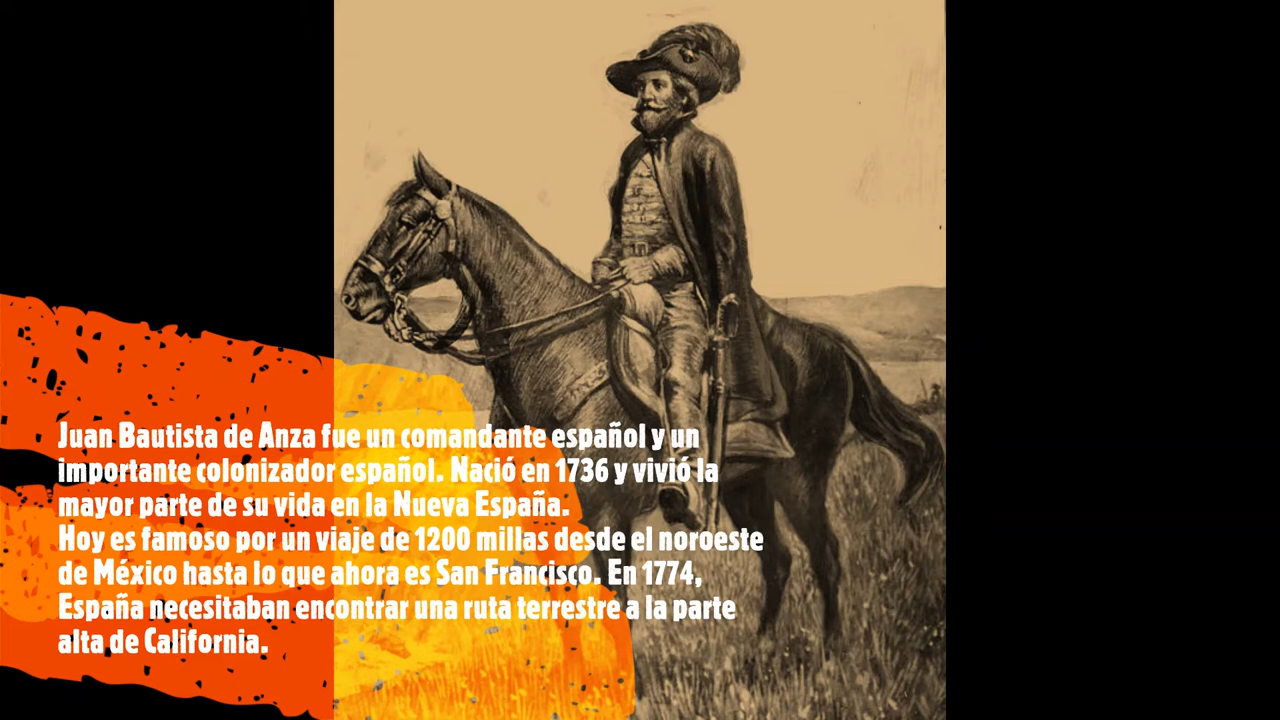 Juan Bautista de Anza fue un comandante español y un
importante colonizador español. Nació en 1736 y vivió la
mayor parte de su vida en la Nueva España.
Hoy es famoso por un viaje de 1200 millas desde el noroeste
de México hasta lo que ahora es San Francisco. En 1774,
España necesitaban encontrar una ruta terrestre a la parte
alta de California.